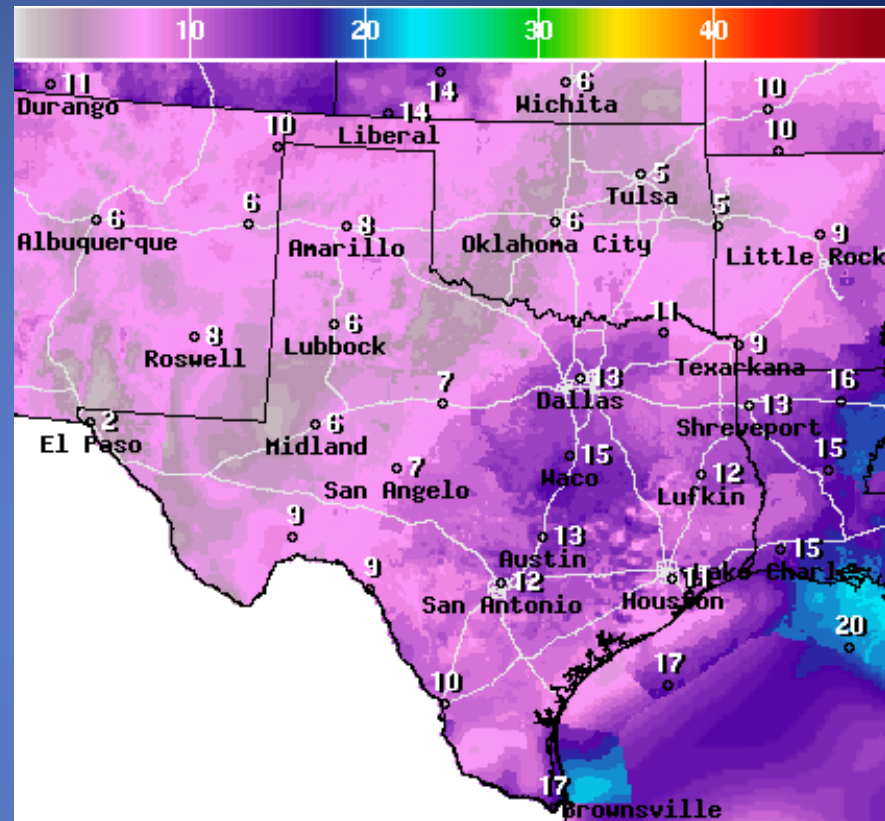 10 20 30 40
11 14 6
Durango 14 Wichita 10
Liberal
10 10
5
Tulsa
6 6 8 6 5 9
Albuquerque Amarillo Oklahoma City Little Rock
6 11
8 Lubbock 9
Roswell Texarkana
7 13 16
Dallas 13
2 6 Shreveport
El Paso Midland
7 15 12 15
San Angelo Waco Lufkin
9 13 15
Austin
9 12 11 Lake Charl
San Antonio Houston
20
17
10
17
Brownsville